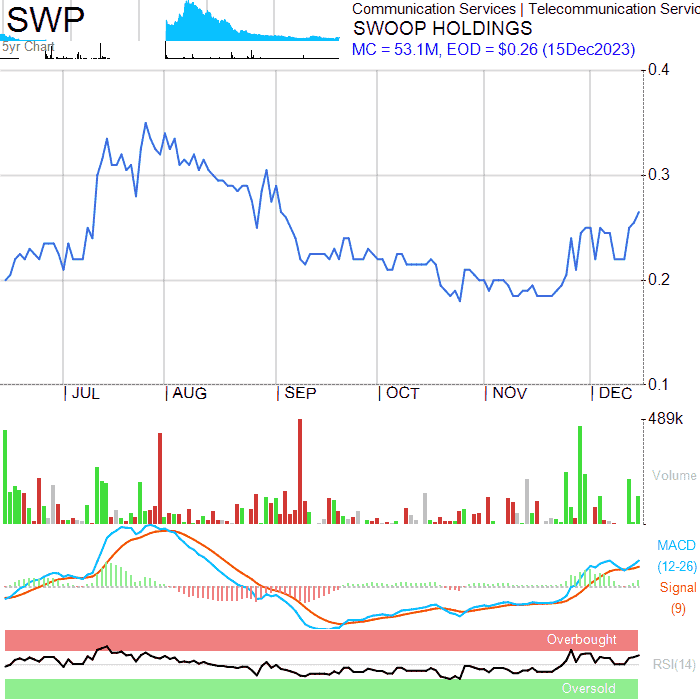 SWP
5yr Chart
Communication Services | Telecommunication Servic
SWOOP HOLDINGS
MC = 53.1M, EOD = $0.26 (15Dec2023)
0.4
0.3
0.2
0.1
JUL AUG SEP OCT NOV DEC
489k
Volume
MACD
(12-26)
Signal
(9)
Overbought
RSI(14)
Oversold